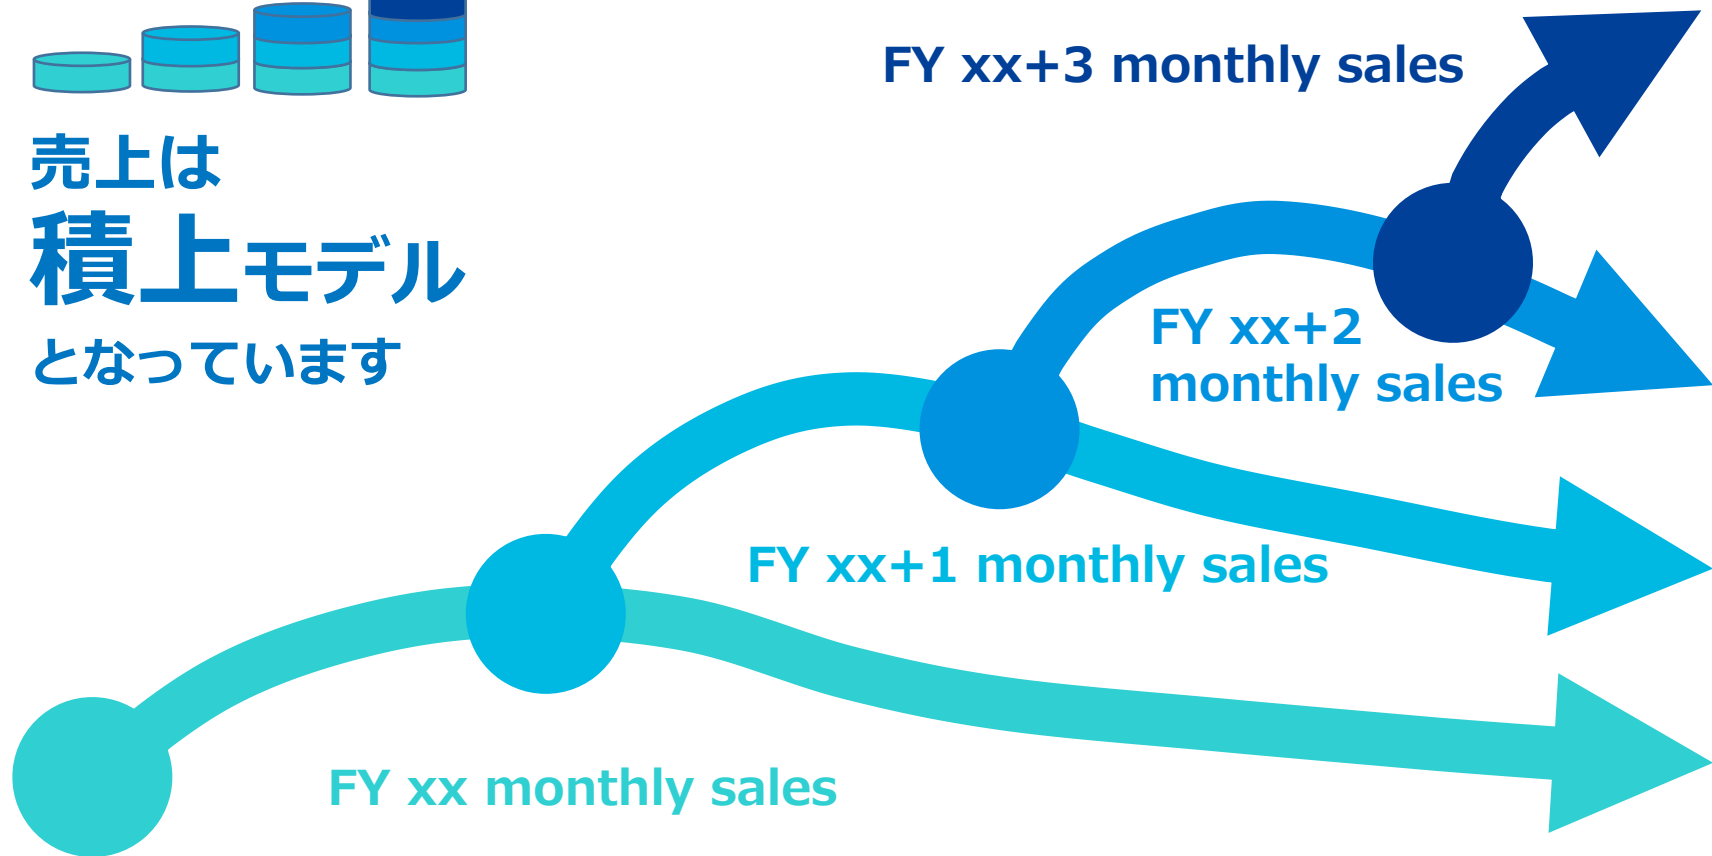 売上は
積上モデル
となっています
FY xx+3 monthly sales
FY xx+2
monthly sales
FY xx+1 monthly sales
FY xx monthly sales